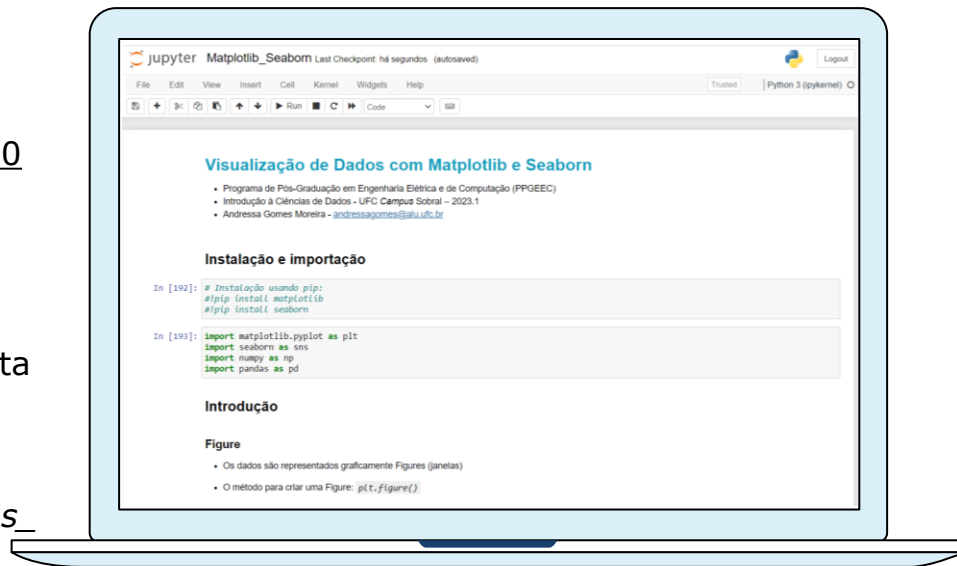 0
ta
s_
jupyter Matplotlib_Seaborn Last Checkpoint: há segundos (autosaved)
Logout
File Edit View Insert Cell Kernel Widgets Help
Trusted Python 3 (ipykernel)
Run Code
Visualização de Dados com Matplotlib e Seaborn
• Programa de Pós-Graduação em Engenharia Elétrica e de Computação (PPGEEC)
• Introdução à Ciências de Dados - UFC Campus Sobral – 2023.1
• Andressa Gomes Moreira - andressagomes@alu.ufc.br
Instalação e importação
In [192]: # Instalação usando pip:
#!pip install matplotlib
#!pip install seaborn
In [193]: import matplotlib.pyplot as plt
import seaborn as sns
import numpy as np
import pandas as pd
Introdução
Figure
• Os dados são representados graficamente Figures (janelas)
• O método para criar uma Figure: plt.figure()